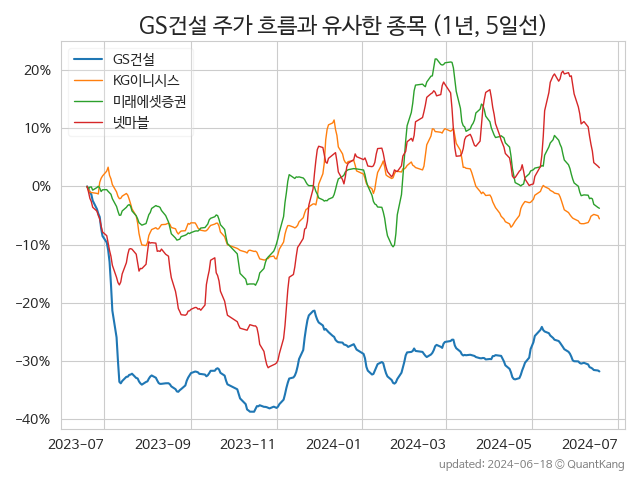 GS건설 주가 흐름과 유사한 종목 (1년, 5일선)
GS건설
KG이니시스
미래에셋증권
넷마블
20%
10%
0%
−10%
−20%
−30%
−40%
2023-07
2023-09
2023-11
2024-01
2024-03
2024-05
2024-07
updated: 2024-06-18 © QuantKang